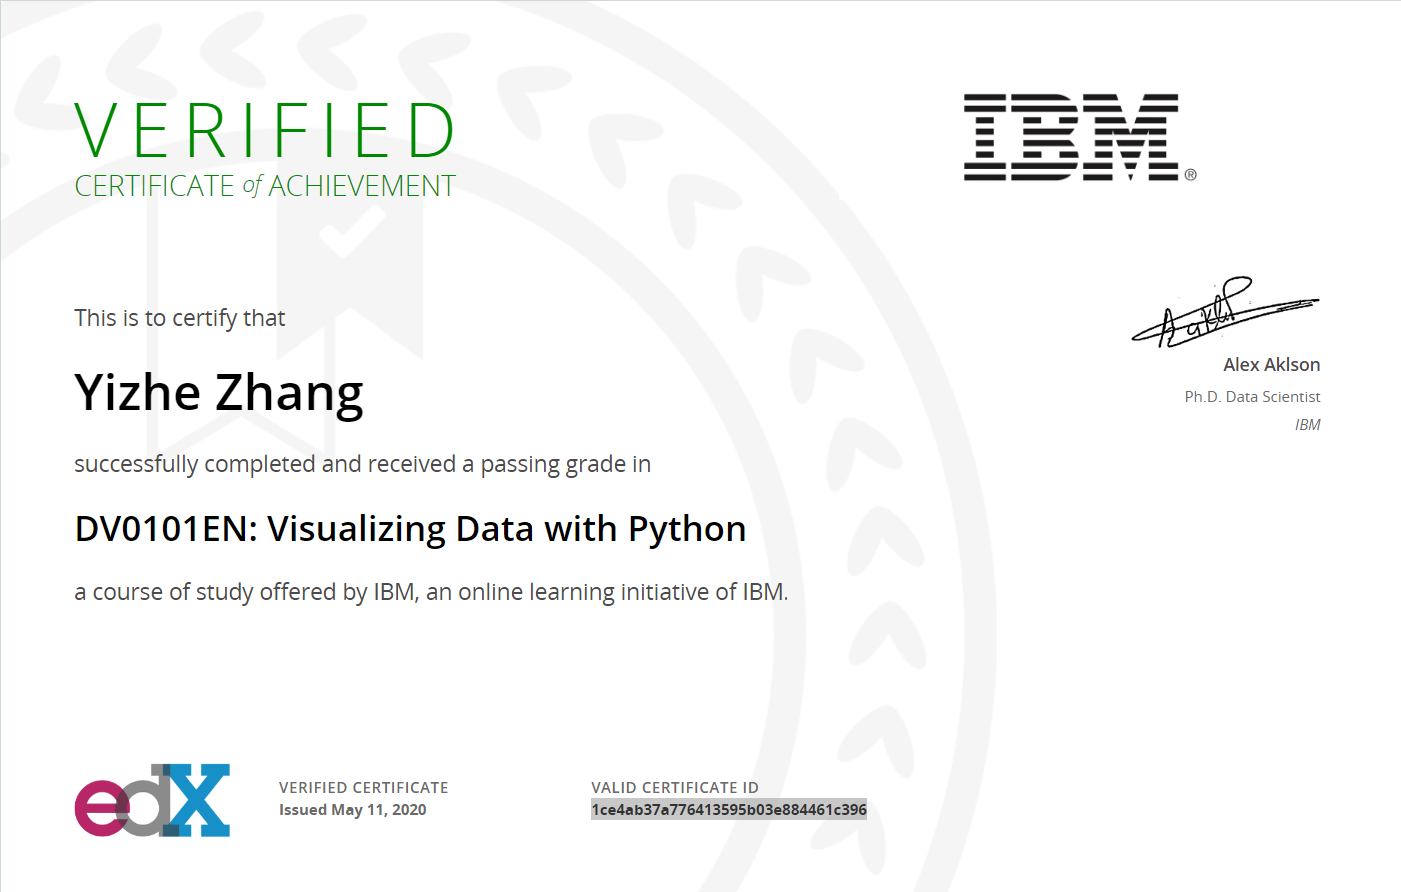 VERIFIED
CERTIFICATE of ACHIEVEMENT
IBM®
This is to certify that
Yizhe Zhang
successfully completed and received a passing grade in
DV0101EN: Visualizing Data with Python
a course of study offered by IBM, an online learning initiative of IBM.
Alex Aklson
Ph.D. Data Scientist
IBM
edX
VERIFIED CERTIFICATE
Issued May 11, 2020
VALID CERTIFICATE ID
1ce4ab37a776413595b03e884461c396